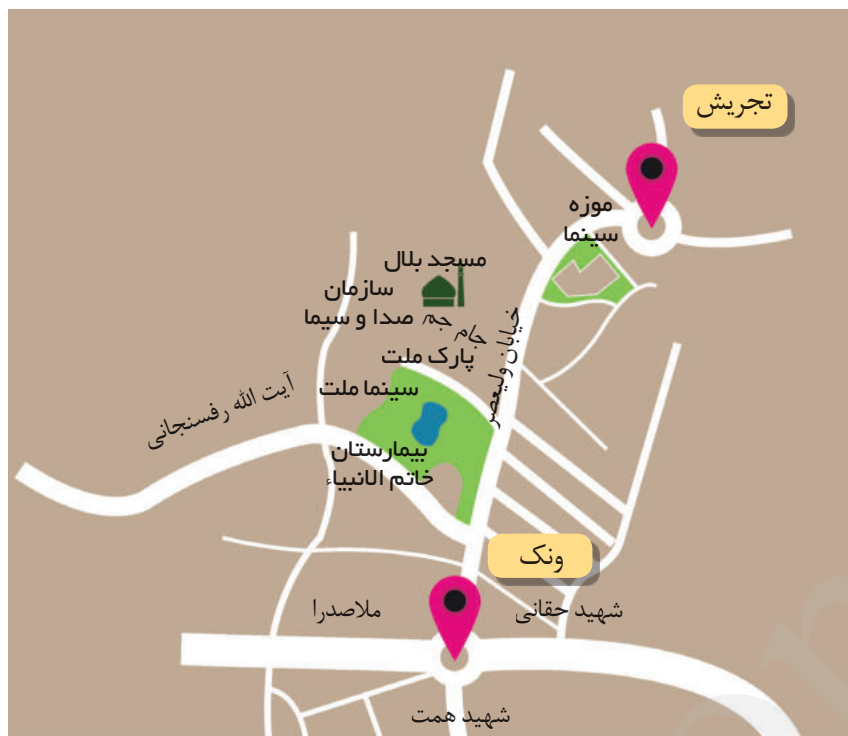 تجریش
موزه
سینما
مسجد بلال
سازمان
صدا و سیما
جام جم
خیابان ولیعصر
پارک ملت
سینما ملت
آیت الله رفسنجانی
بیمارستان
خاتم الانبیاء
ونک
شهید حقانی
ملاصدرا
شهید همت